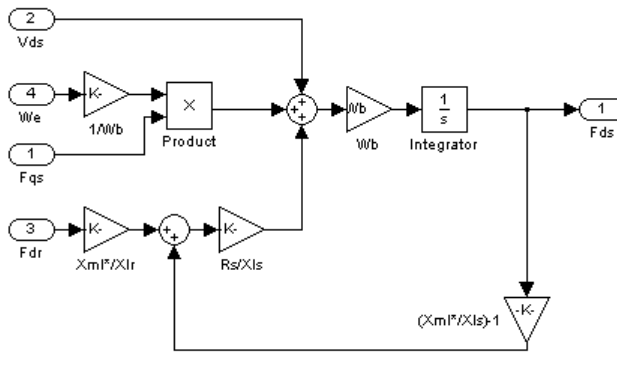 2
Vds
4
We
K-
1/Wb
×
Product
1
Fqs
+
+
+
Wb
Wb
1
s
Integrator
1
Fds
3
Fdr
K-
Xml*/Xlr
+
+
K-
Rs/Xls
-K-
(Xml*/Xls)-1